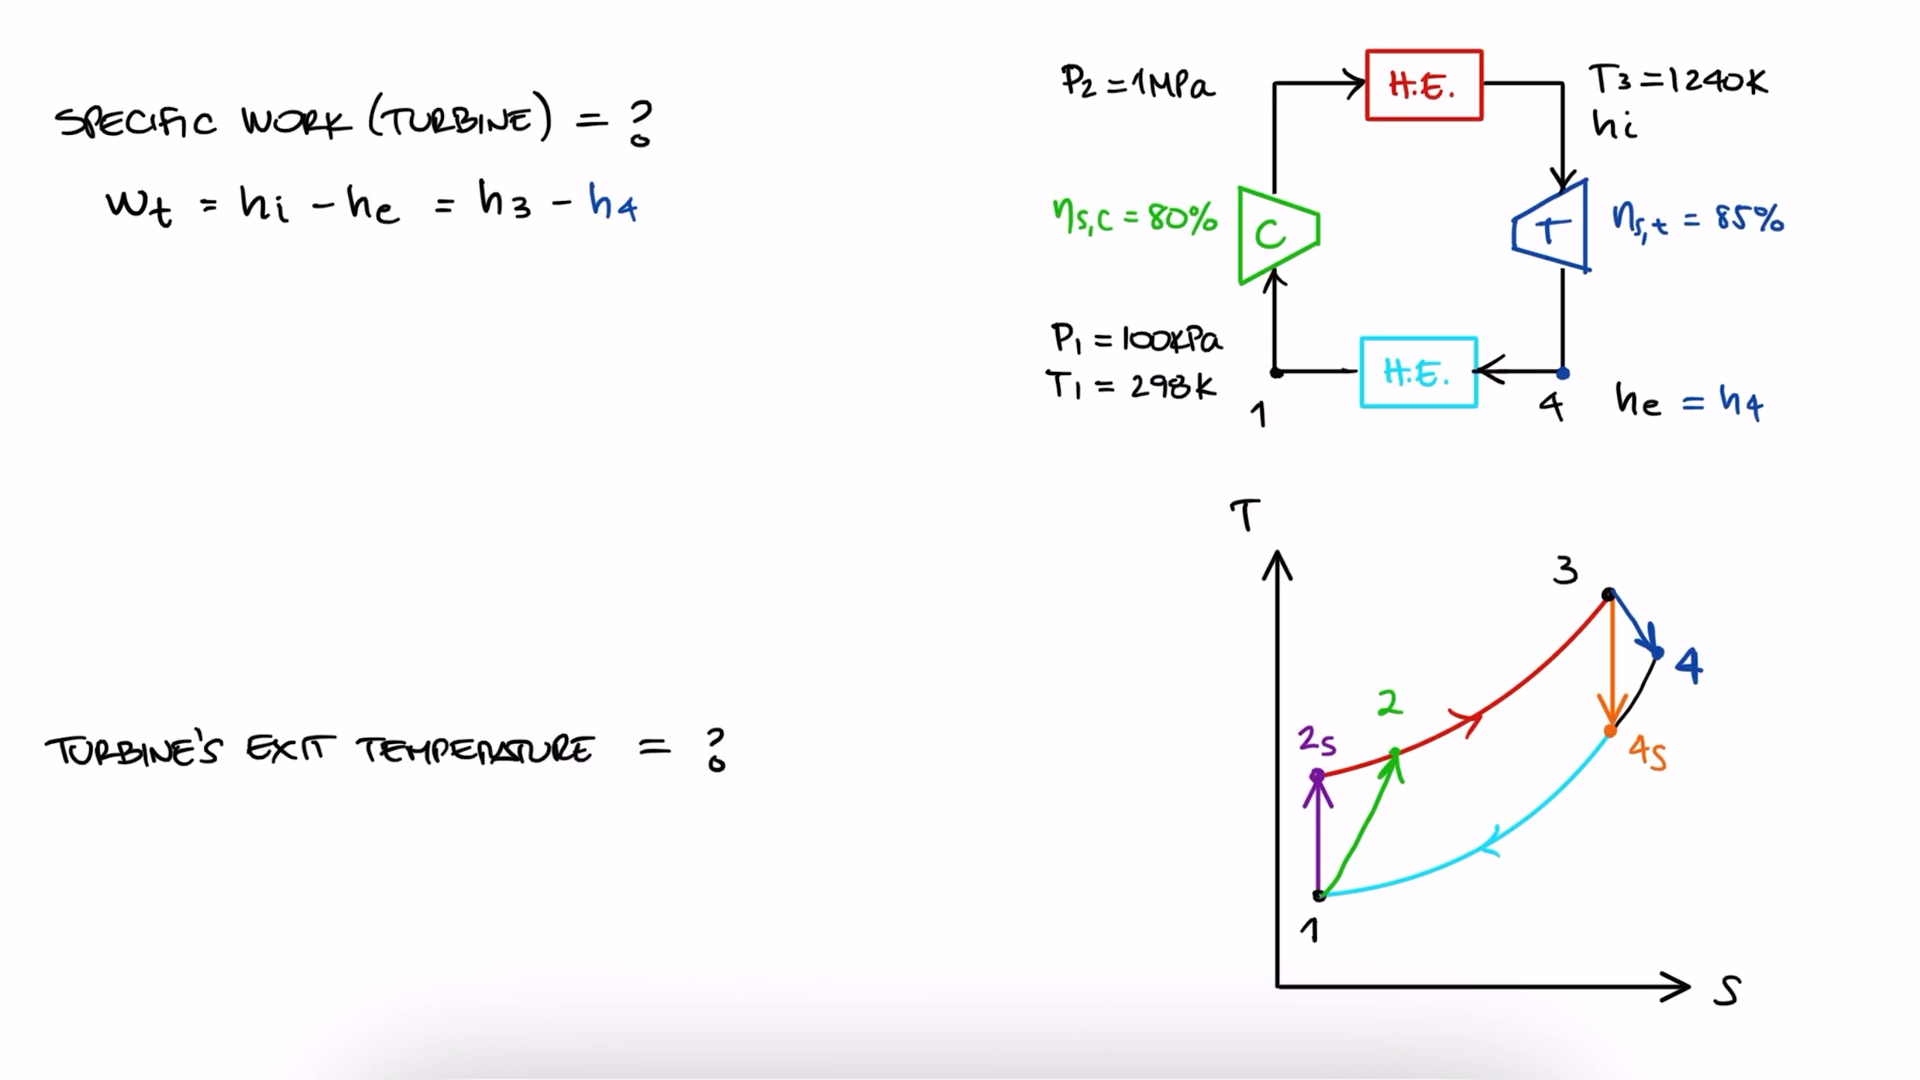 SPECIFIC WORK (TURBINE) = ?
wt = hi - he = h3 - h4
TURBINE'S EXIT TEMPERATURE = ?
P2 = 1MPa
H.E.
T3 = 1240K
hi
ηs,c = 80%
C
T
ηs,t = 85%
P1 = 100kPa
T1 = 298K
H.E.
1
4
he = h4
T
3
4
2
2s
4s
1
S